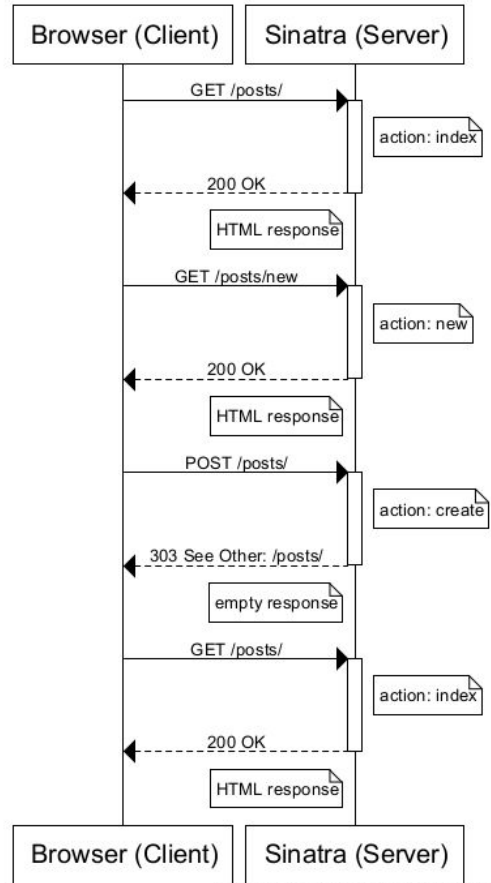 Browser (Client)
Sinatra (Server)
GET /posts/
action: index
200 OK
HTML response
GET /posts/new
action: new
200 OK
HTML response
POST /posts/
action: create
303 See Other: /posts/
empty response
GET /posts/
action: index
200 OK
HTML response
Browser (Client)
Sinatra (Server)